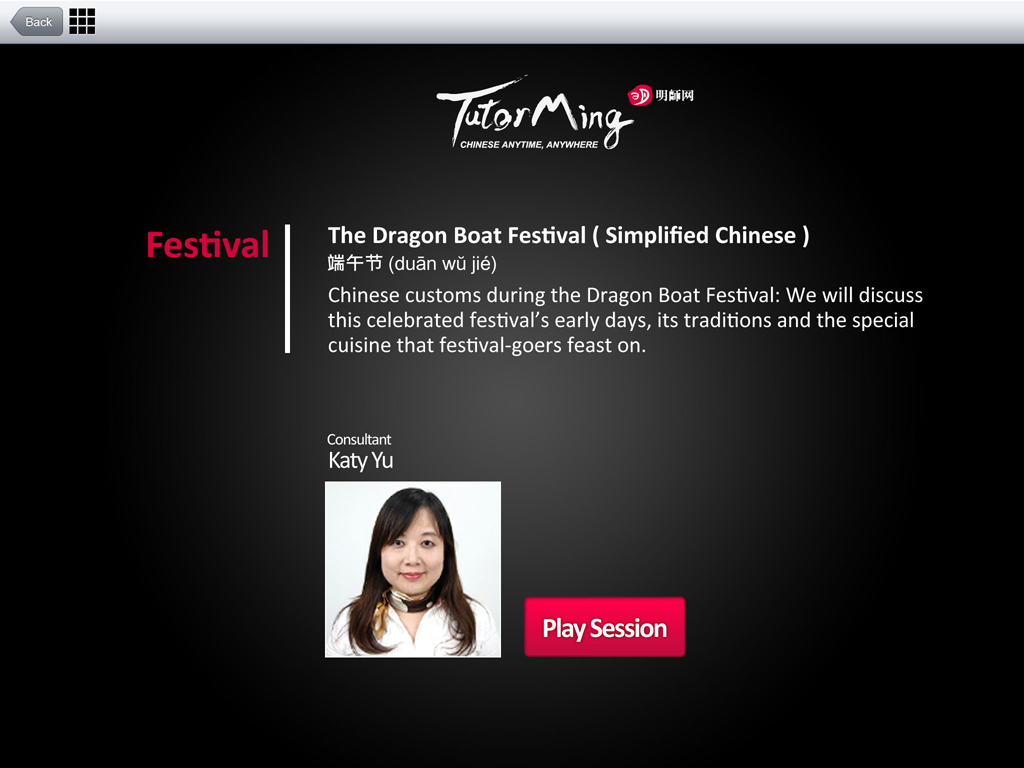 Back
TutorMing 明師网
CHINESE ANYTIME, ANYWHERE
Festival
The Dragon Boat Festival ( Simplified Chinese )
端午节 (duān wǔ jié)
Chinese customs during the Dragon Boat Festival: We will discuss
this celebrated festival’s early days, its traditions and the special
cuisine that festival-goers feast on.
Consultant
Katy Yu
Play Session